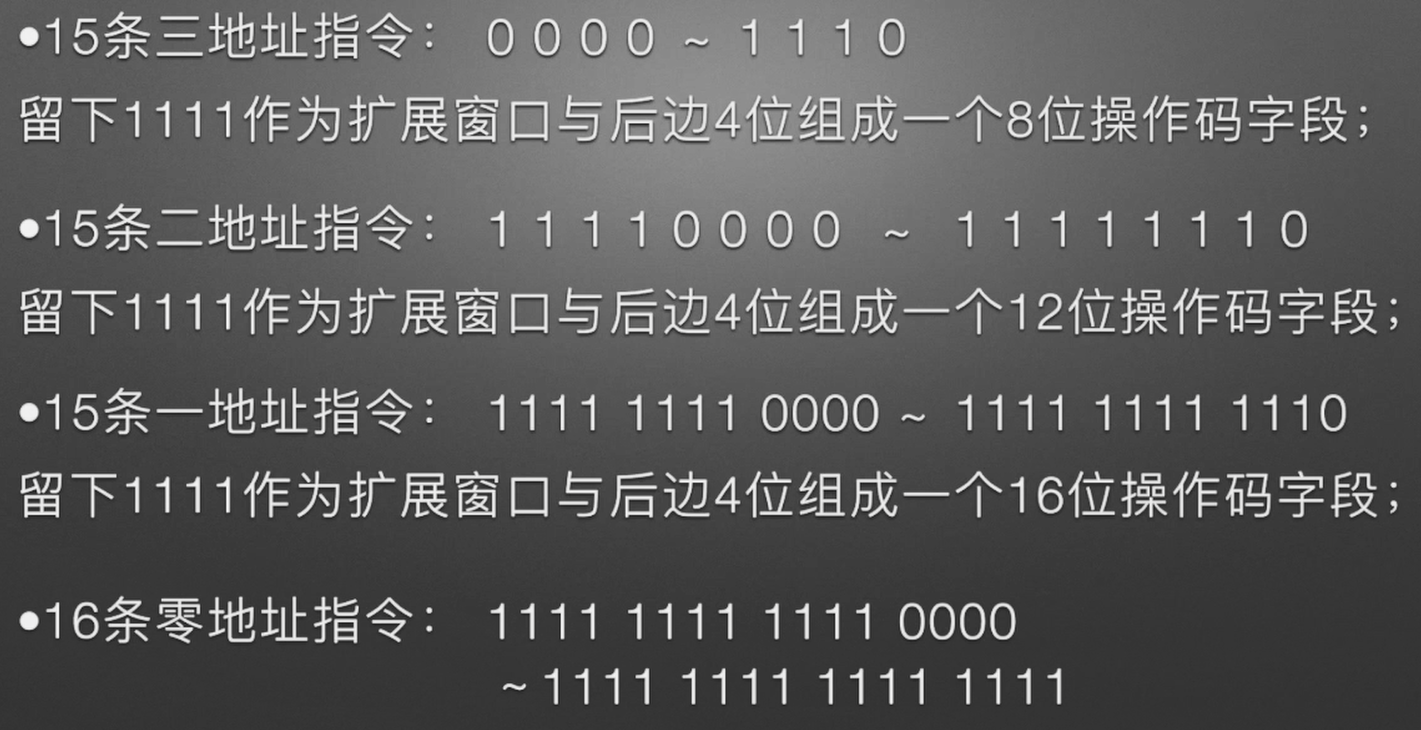 •15条三地址指令： 0 0 0 0 ~ 1 1 1 0
留下1111作为扩展窗口与后边4位组成一个8位操作码字段；
•15条二地址指令： 1 1 1 1 0 0 0 0 ~ 1 1 1 1 1 1 1 0
留下1111作为扩展窗口与后边4位组成一个12位操作码字段；
•15条一地址指令： 1111 1111 0000 ~ 1111 1111 1110
留下1111作为扩展窗口与后边4位组成一个16位操作码字段；
•16条零地址指令： 1111 1111 1111 0000
~ 1111 1111 1111 1111